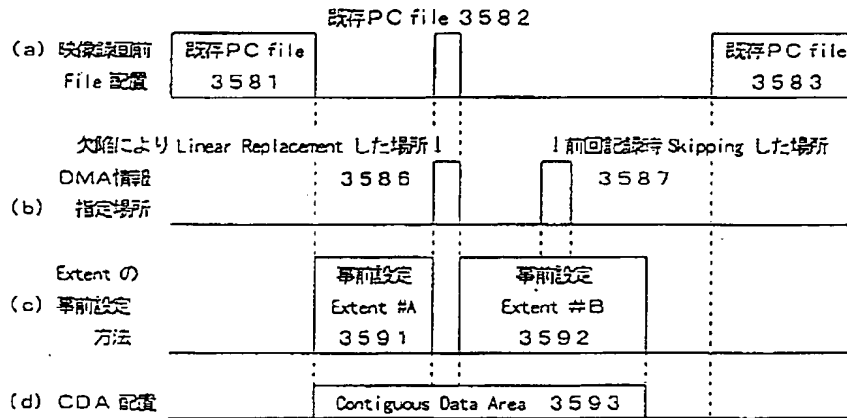 既存PC file 3582
(a) 映像録画前
File 配置
既存PC file
3581
既存PC file
3583
欠陥により Linear Replacement した場所↓
↓前回記録時 Skipping した場所
DMA情報
(b) 指定場所
3586
3587
Extent の
(c) 事前設定
方法
事前設定
Extent #A
3591
事前設定
Extent #B
3592
(d) CDA 配置
Contiguous Data Area 3593